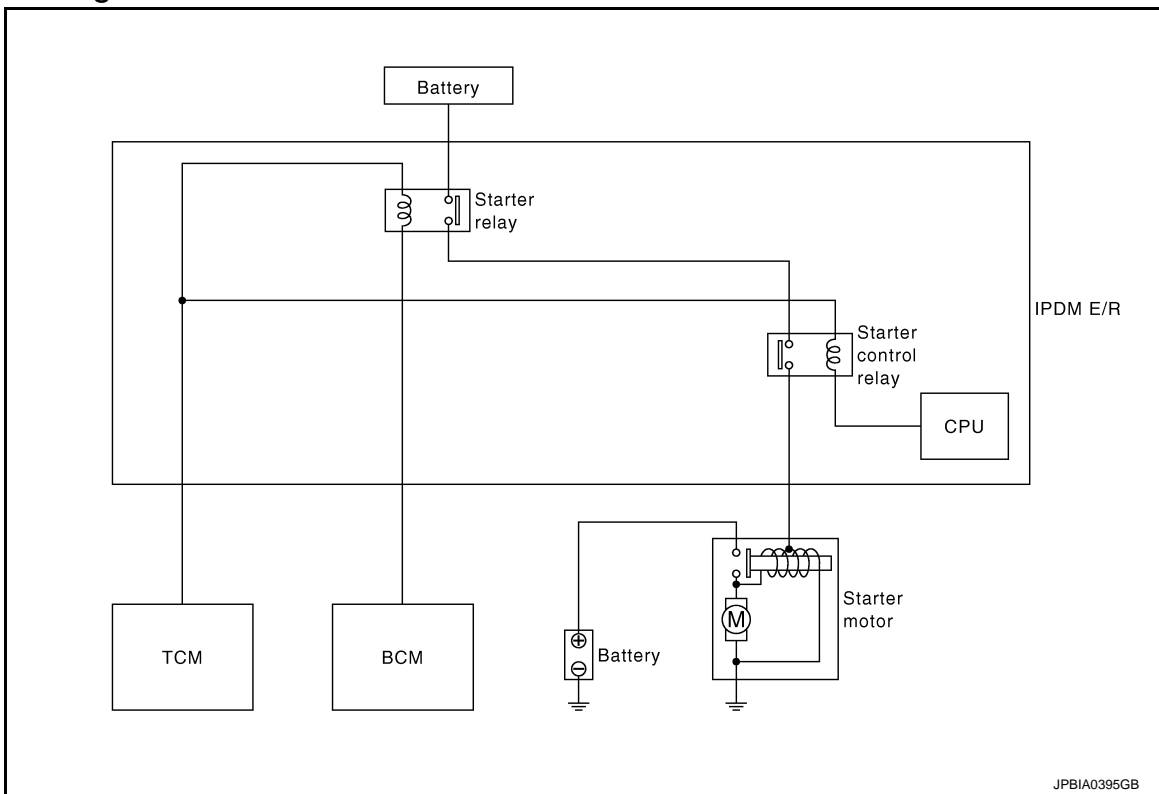 Battery
Starter
relay
IPDM E/R
Starter
control
relay
CPU
TCM
BCM
Battery
M
Starter
motor
JPBIA0395GB